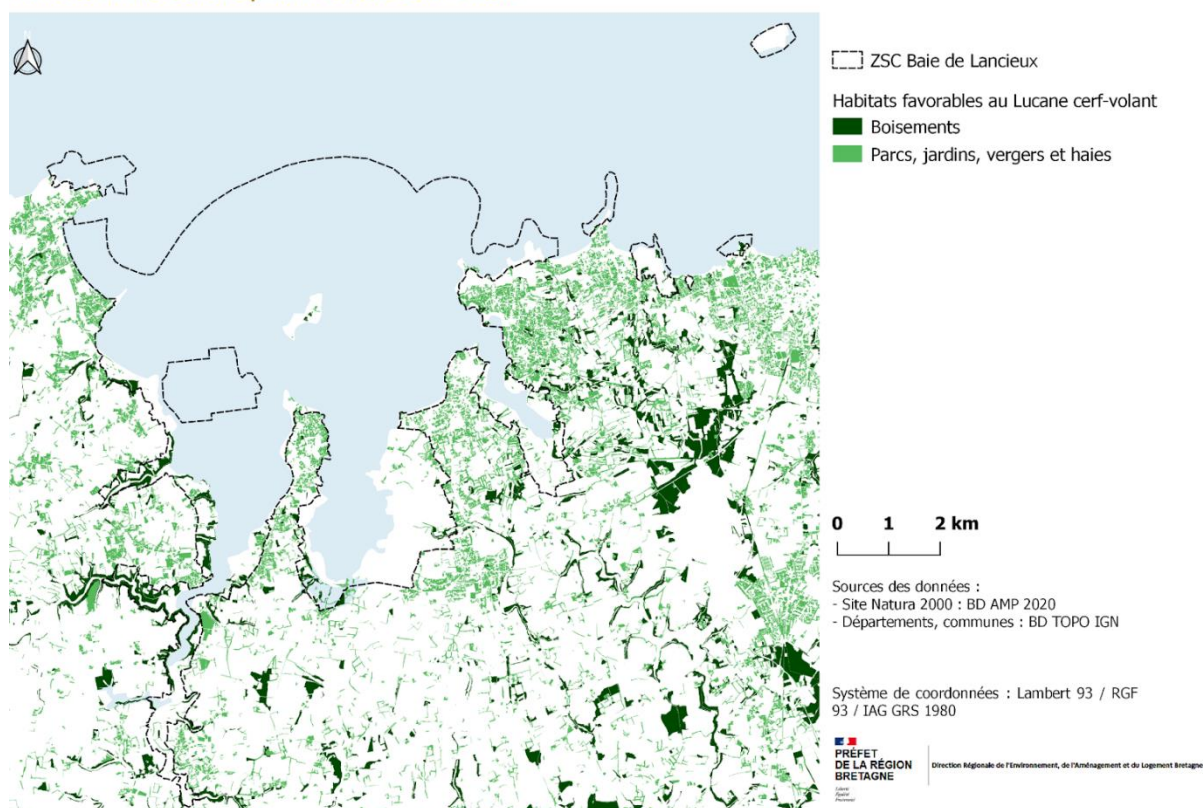 ZSC Baie de Lancieux
Habitats favorables au Lucane cerf-volant
Boisements
Parcs, jardins, vergers et haies
0 1 2 km
Sources des données :
- Site Natura 2000 : BD AMP 2020
- Départements, communes : BD TOPO IGN
Système de coordonnées : Lambert 93 / RGF
93 / IAG GRS 1980
PRÉFET
DE LA RÉGION
BRETAGNE
Liberté
Égalité
Fraternité
Direction Régionale de l'Environnement, de l'Aménagement et du Logement Bretagne